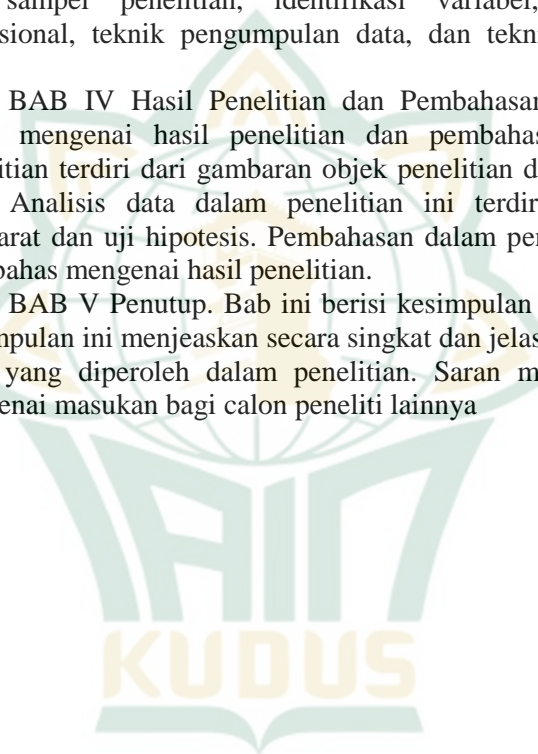 sampel penelitian, identifikasi variabel,
sional, teknik pengumpulan data, dan tekni
BAB IV Hasil Penelitian dan Pembahasan
mengenai hasil penelitian dan pembahas
itian terdiri dari gambaran objek penelitian d
Analisis data dalam penelitian ini terdir
arat dan uji hipotesis. Pembahasan dalam per
bahas mengenai hasil penelitian.
BAB V Penutup. Bab ini berisi kesimpulan
mpulan ini menjeaskan secara singkat dan jelas
yang diperoleh dalam penelitian. Saran m
enai masukan bagi calon peneliti lainnya
IAIN
KUDUS